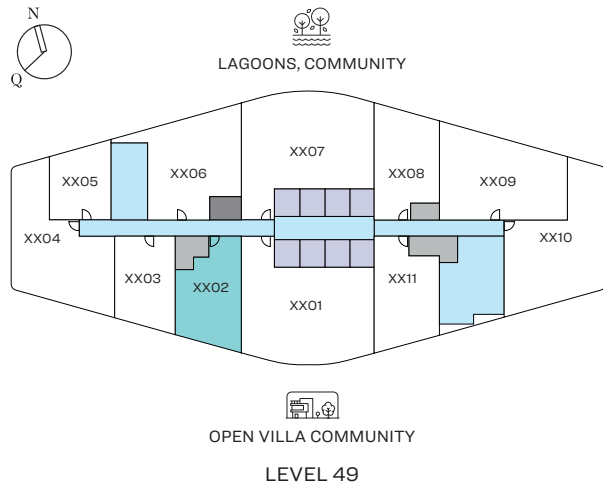 N
Q
LAGOONS, COMMUNITY
XX07
XX06
XX08
XX05
XX09
XX04
XX10
XX03
XX02
XX01
XX11
OPEN VILLA COMMUNITY
LEVEL 49